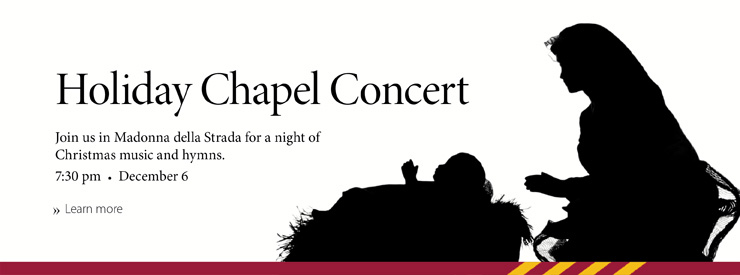 Holiday Chapel Concert
Join us in Madonna della Strada for a night of
Christmas music and hymns.
7:30 pm • December 6
» Learn more